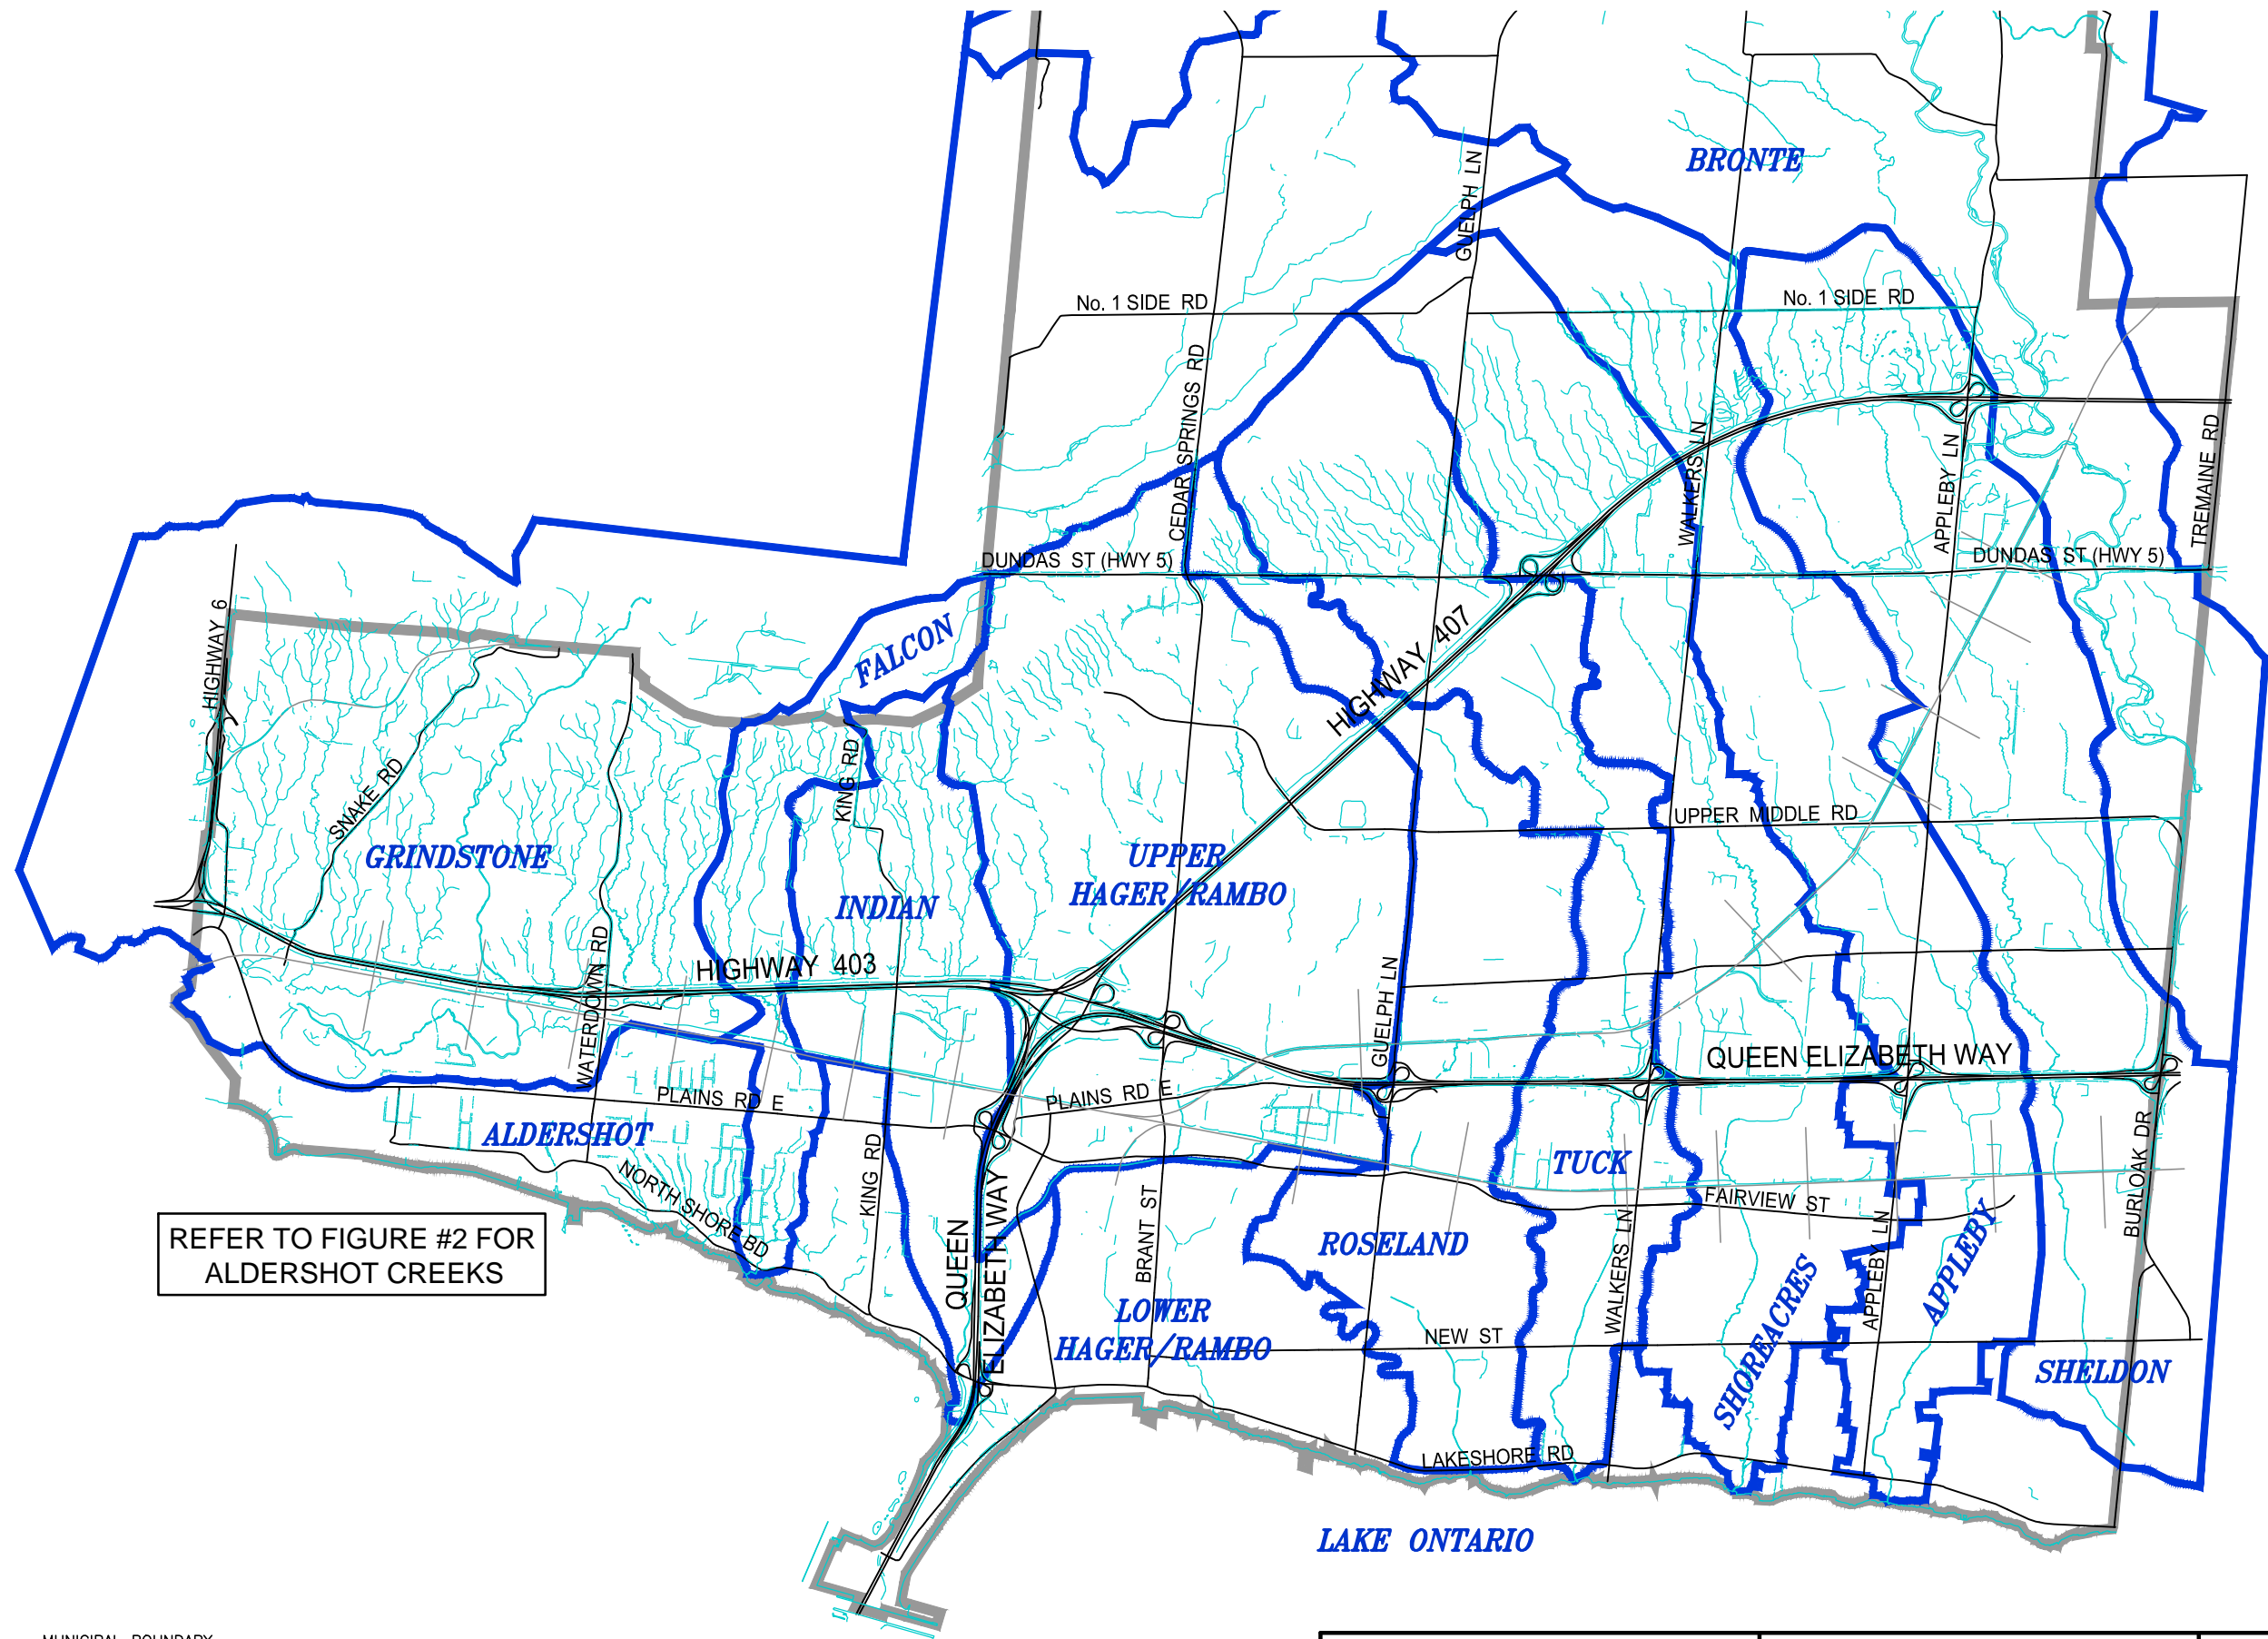 BRONTE
GUELPH LN
No. 1 SIDE RD
No. 1 SIDE RD
CEDAR SPRINGS RD
WALKERS LN
APPLEBY LN
TREMAINE RD
DUNDAS ST (HWY 5)
DUNDAS ST (HWY 5)
HIGHWAY 6
FALCON
HIGHWAY 407
SNAKE RD
KING RD
UPPER MIDDLE RD
GRINDSTONE
UPPER
HAGER/RAMBO
INDIAN
WATERDOWN RD
HIGHWAY 403
GUELPH LN
QUEEN ELIZABETH WAY
PLAINS RD E
PLAINS RD E
ALDERSHOT
NORTH SHORE BD
KING RD
QUEEN
ELIZABETH WAY
BRANT ST
TUCK
FAIRVIEW ST
BURLOAK DR
REFER TO FIGURE #2 FOR
ALDERSHOT CREEKS
ROSELAND
WALKERS LN
SHOREACRES
APPLEBY LN
APPLEBY
LOWER
HAGER/RAMBO
NEW ST
SHELDON
LAKESHORE RD
LAKE ONTARIO
MUNICIPAL BOUNDARY